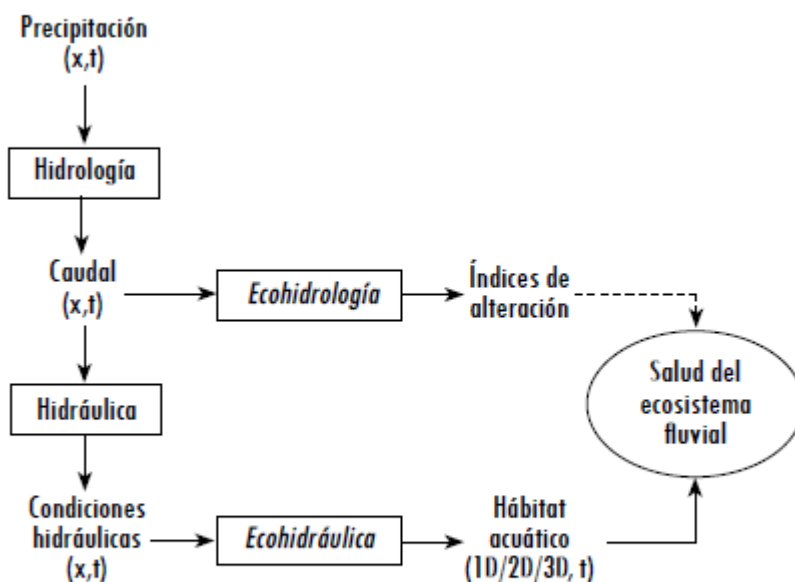 Precipitación
(x,t)
Hidrología
Caudal
(x,t)
Ecohidrología
Índices de
alteración
Salud del
ecosistema
fluvial
Hidráulica
Condiciones
hidráulicas
(x,t)
Ecohidráulica
Hábitat
acuático
(1D/2D/3D, t)